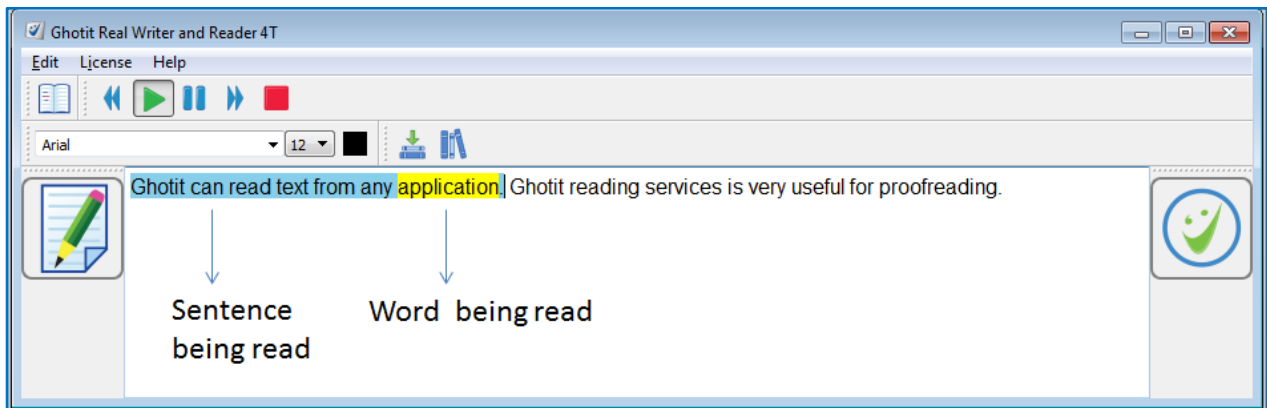 Ghotit Real Writer and Reader 4T
Edit License Help
Arial 12
Ghotit can read text from any application. Ghotit reading services is very useful for proofreading.
Sentence being read
Word being read